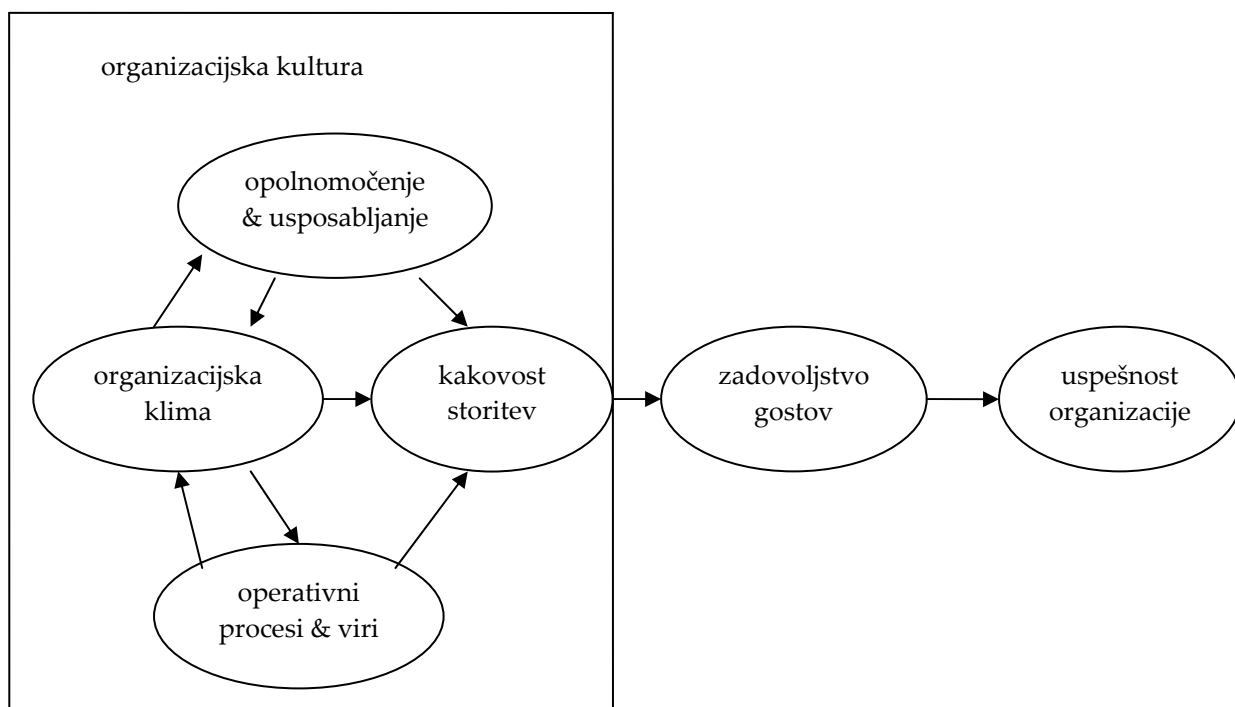 organizacijska kultura
opolnomočenje
& usposabljanje
organizacijska
klima
kakovost
storitev
zadovoljstvo
gostov
uspešnost
organizacije
operativni
procesi & viri